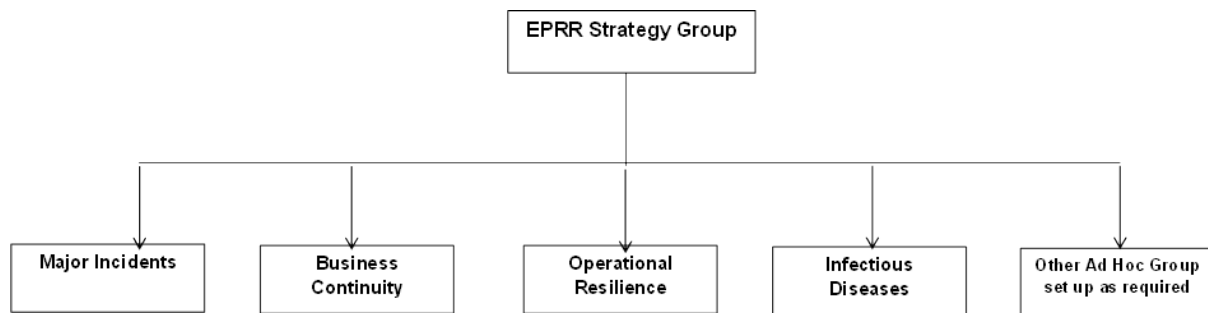 EPRR Strategy Group
Major Incidents
Business
Continuity
Operational
Resilience
Infectious
Diseases
Other Ad Hoc Group
set up as required